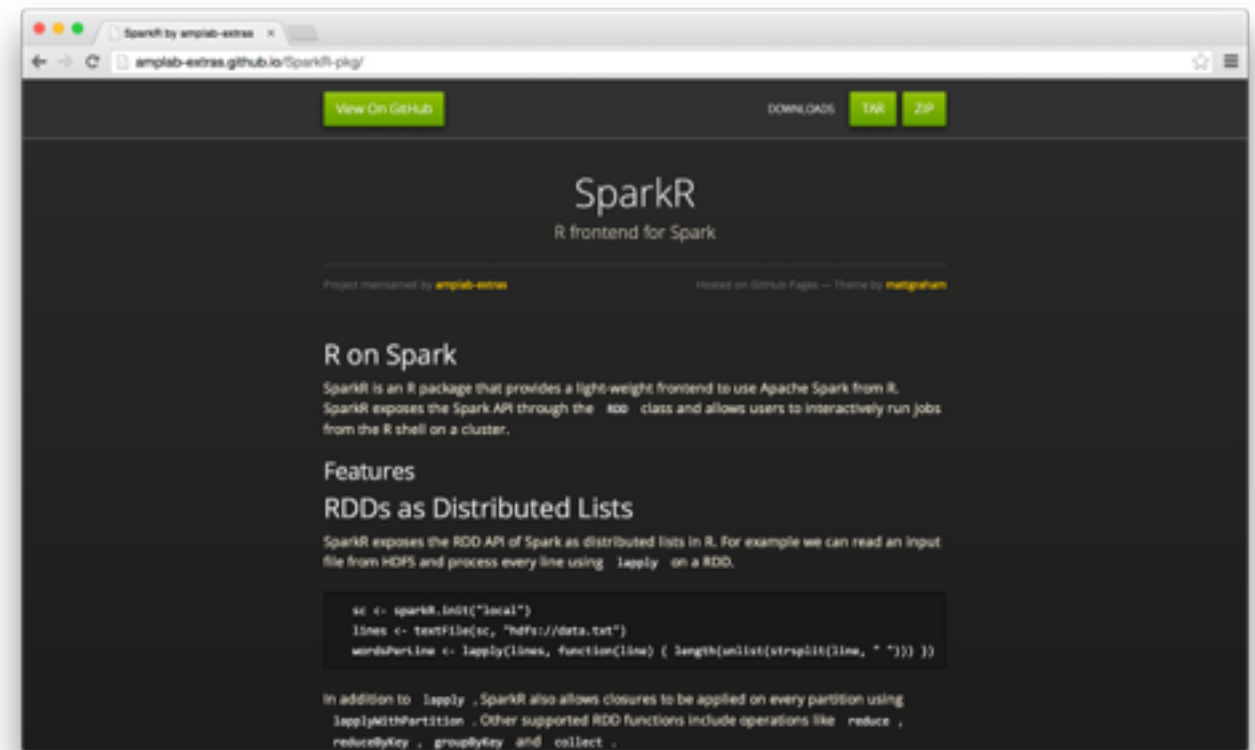 SparkR by amplab-extras
amplab-extras.github.io/SparkR-pkg/
View On GitHub
DOWNLOADS TAR ZIP
SparkR
R frontend for Spark
Project maintained by amplab-extras
Hosted on GitHub Pages — Theme by mattgraham
R on Spark
SparkR is an R package that provides a light-weight frontend to use Apache Spark from R.
SparkR exposes the Spark API through the RDD class and allows users to interactively run jobs
from the R shell on a cluster.
Features
RDDs as Distributed Lists
SparkR exposes the RDD API of Spark as distributed lists in R. For example we can read an input
file from HDFS and process every line using lapply on a RDD.
sc <- sparkR.init("local")
lines <- textFile(sc, "hdfs://data.txt")
wordsPerLine <- lapply(lines, function(line) { length(unlist(strsplit(line, " "))) })
In addition to lapply , SparkR also allows closures to be applied on every partition using
lapplyWithPartition . Other supported RDD functions include operations like reduce ,
reduceByKey , groupByKey and collect .